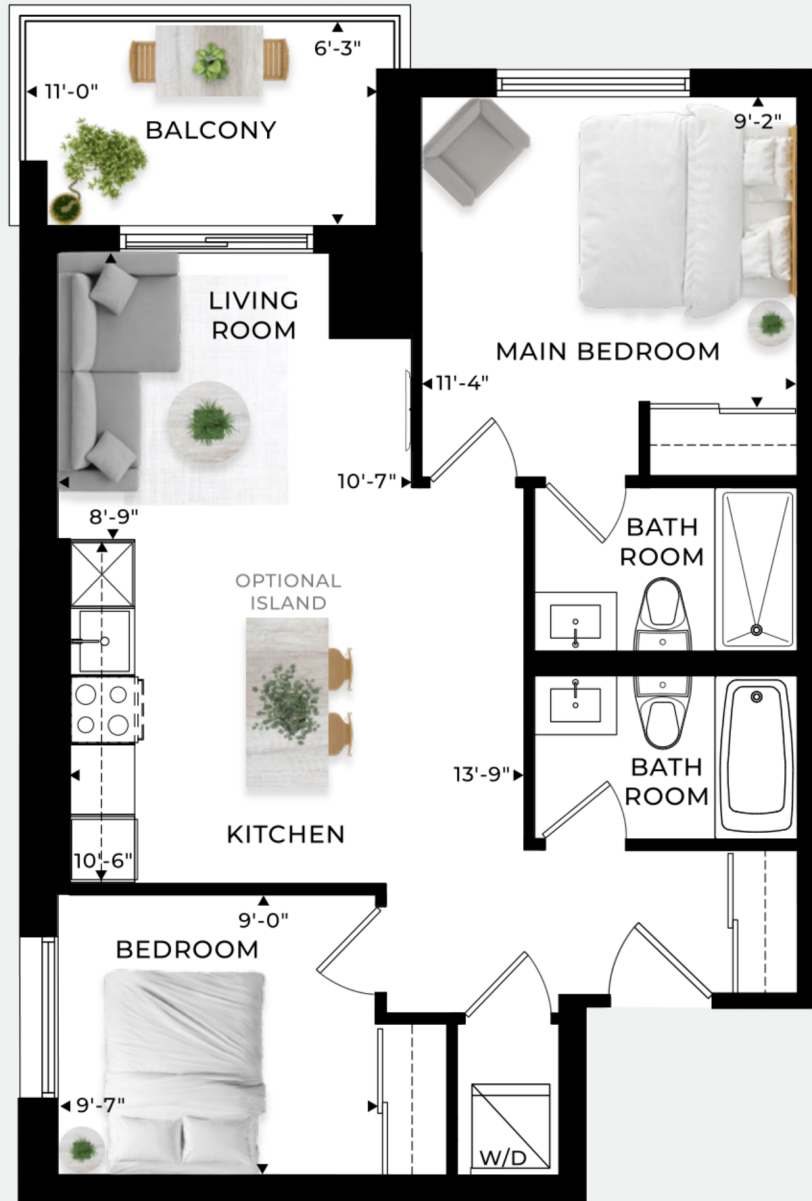 6'-3"
11'-0"
BALCONY
9'-2"
LIVING
ROOM
MAIN BEDROOM
11'-4"
10'-7"
8'-9"
BATH
ROOM
OPTIONAL
ISLAND
13'-9"
BATH
ROOM
KITCHEN
10'-6"
9'-0"
BEDROOM
9'-7"
W/D